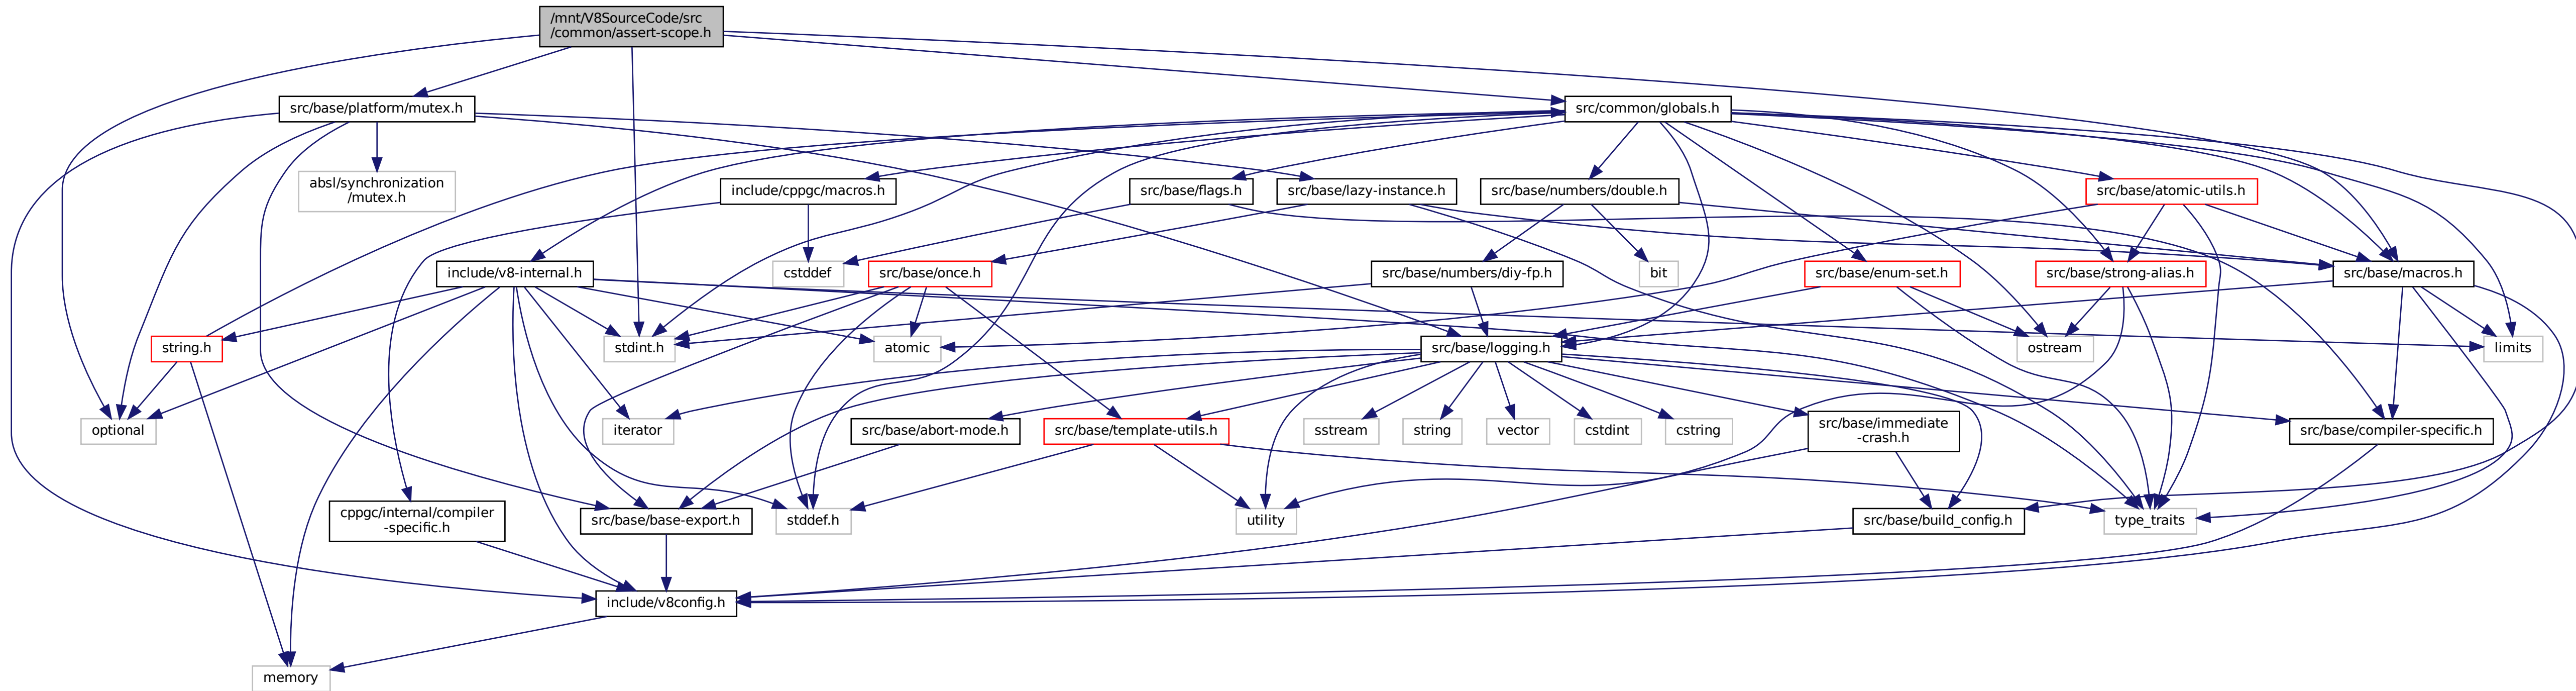 /mnt/V8SourceCode/src
/common/assert-scope.h
src/base/platform/mutex.h
src/common/globals.h
absl/synchronization
/mutex.h
include/cppgc/macros.h
src/base/flags.h
src/base/lazy-instance.h
src/base/numbers/double.h
src/base/atomic-utils.h
include/v8-internal.h
cstddef
src/base/once.h
src/base/numbers/diy-fp.h
bit
src/base/enum-set.h
src/base/strong-alias.h
src/base/macros.h
string.h
stdint.h
atomic
src/base/logging.h
ostream
limits
optional
iterator
src/base/abort-mode.h
src/base/template-utils.h
sstream
string
vector
cstdint
cstring
src/base/immediate
-crash.h
src/base/compiler-specific.h
cppgc/internal/compiler
-specific.h
src/base/base-export.h
stddef.h
utility
src/base/build_config.h
type_traits
include/v8config.h
memory